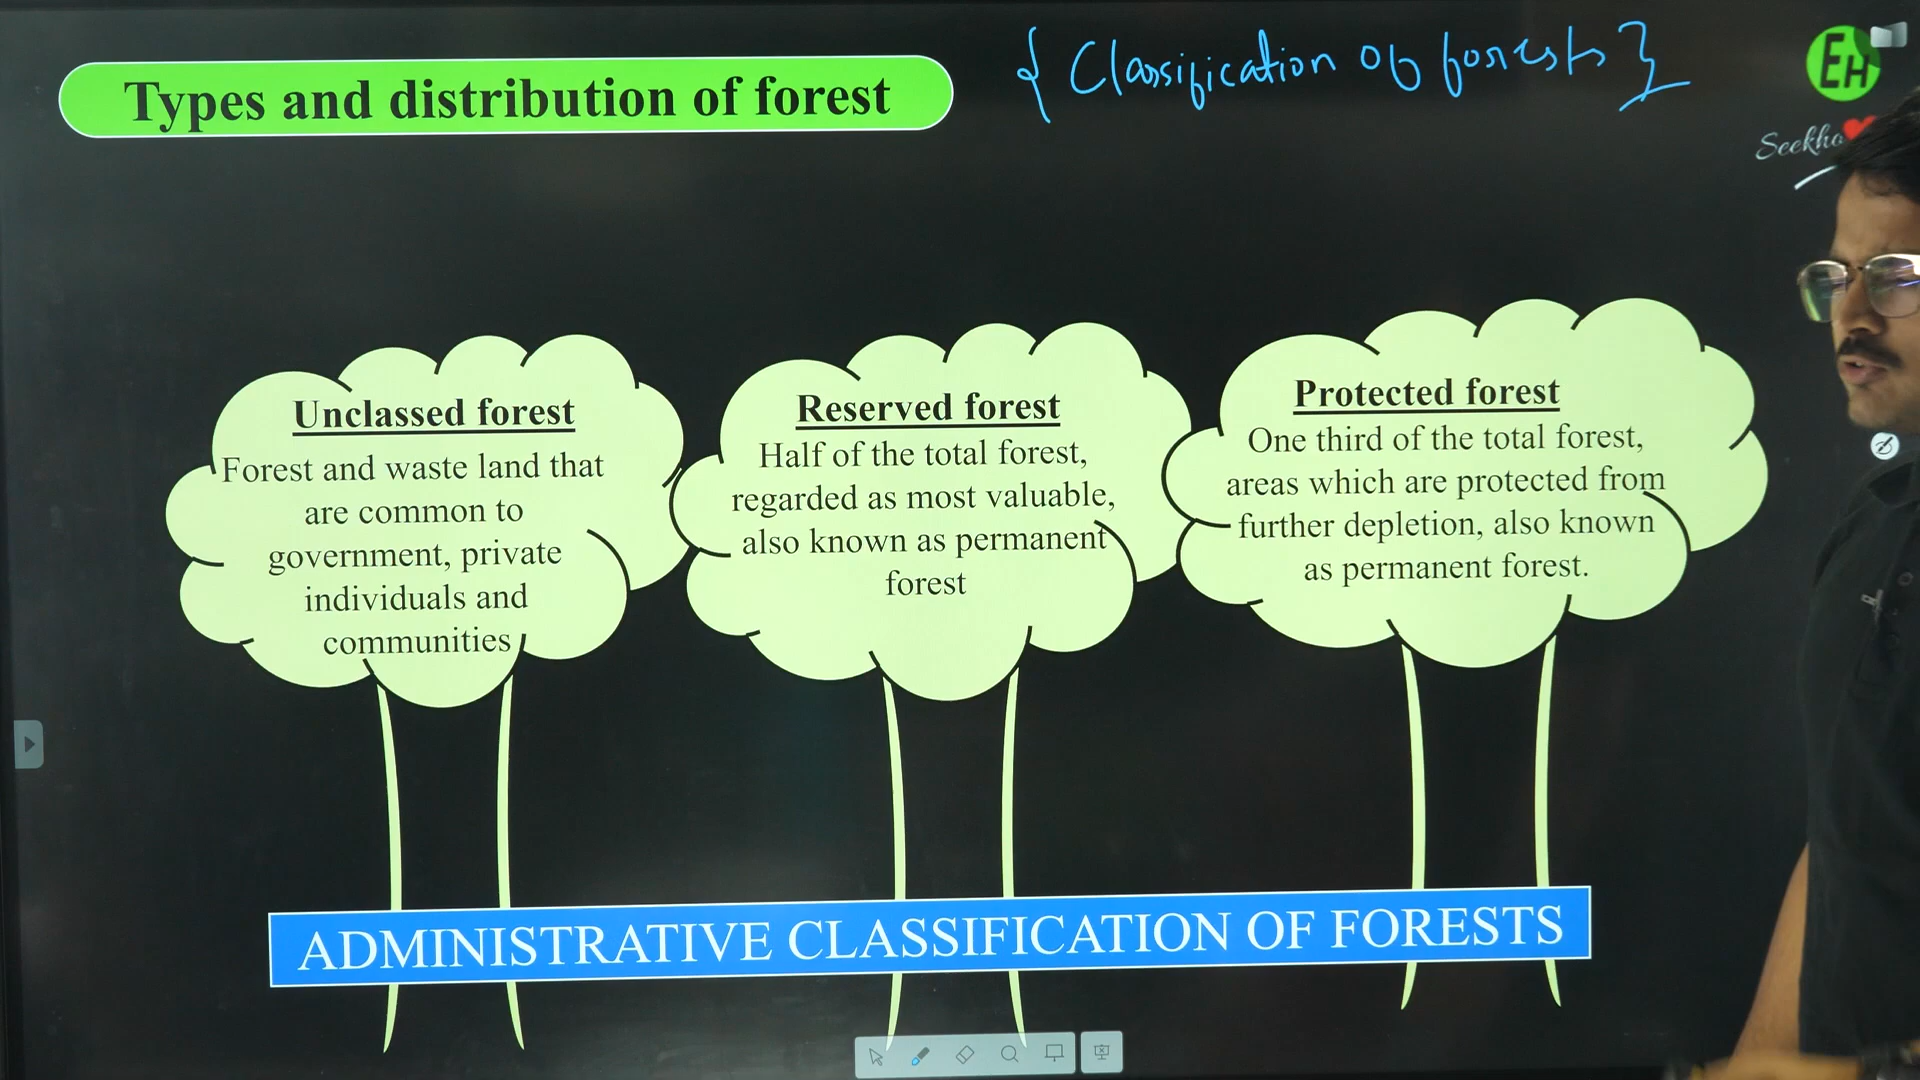 Types and distribution of forest
{ Classification of forests }
EH
Seekho
Unclassed forest
Forest and waste land that
are common to
government, private
individuals and
communities
Reserved forest
Half of the total forest,
regarded as most valuable,
also known as permanent
forest
Protected forest
One third of the total forest,
areas which are protected from
further depletion, also known
as permanent forest.
ADMINISTRATIVE CLASSIFICATION OF FORESTS